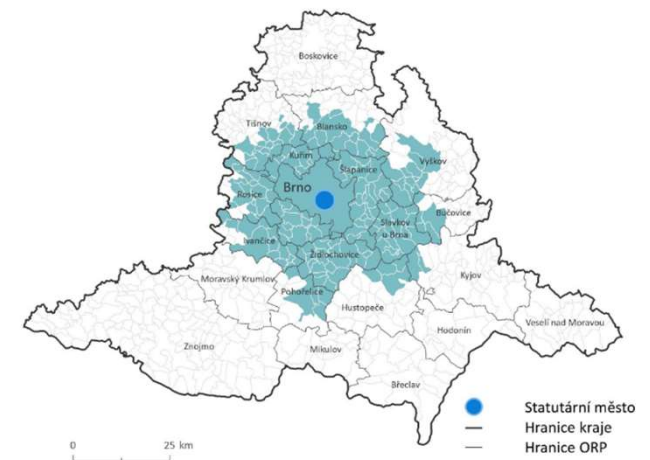 Boskovice
Tišnov
Blansko
Kuřim
Šlapanice
Vyškov
Brno
Rosice
Slavkov
u Brna
Bučovice
Ivančice
Židlochovice
Moravský Krumlov
Pohořelice
Kyjov
Hustopeče
Veselí nad Moravou
Hodonín
Znojmo
Mikulov
Břeclav
Statutární město
Hranice kraje
Hranice ORP
0 25 km